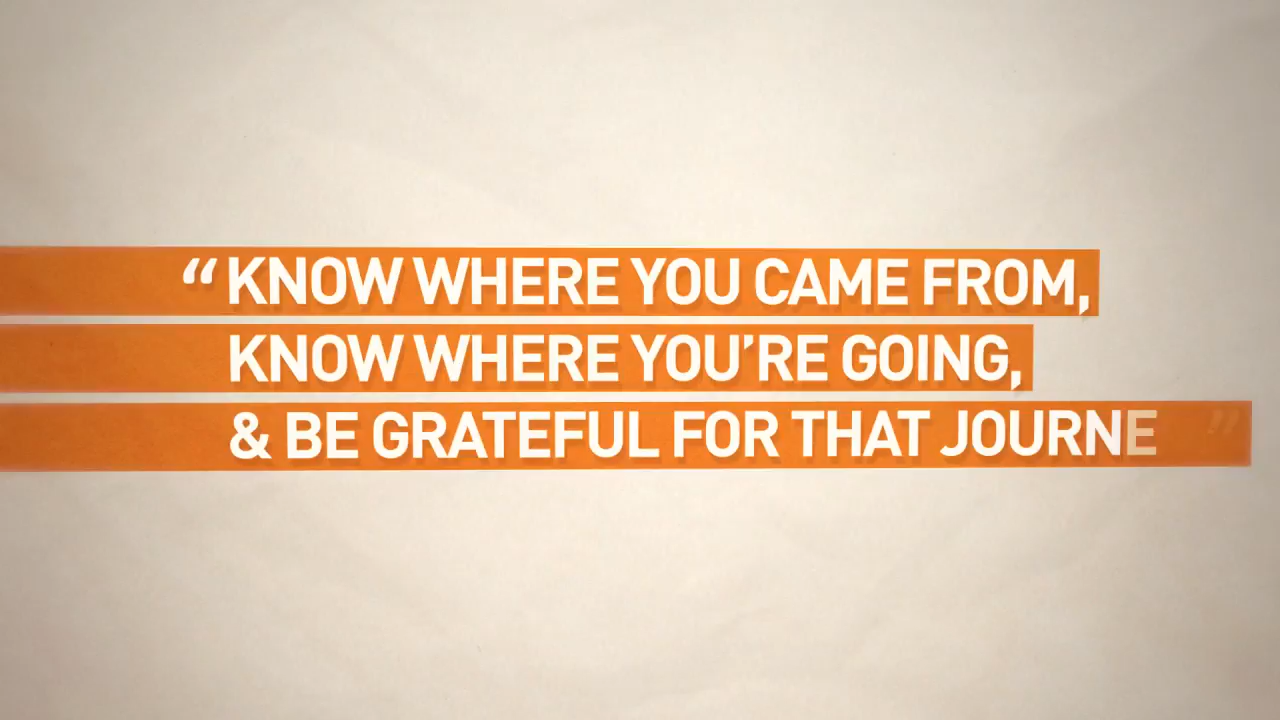 “KNOW WHERE YOU CAME FROM,
KNOW WHERE YOU’RE GOING,
& BE GRATEFUL FOR THAT JOURNE ”